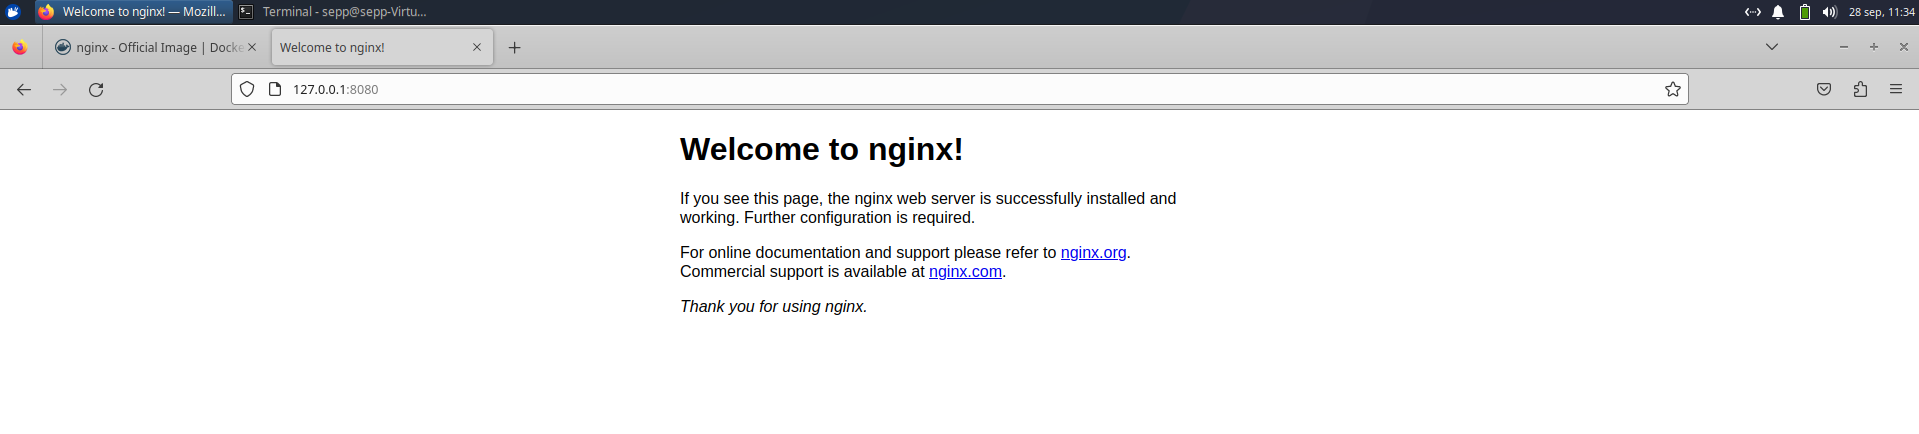 Welcome to nginx! — Mozill... Terminal - sepp@sepp-Virtu... 28 sep, 11:34
nginx - Official Image | Docke Welcome to nginx!
127.0.0.1:8080
Welcome to nginx!
If you see this page, the nginx web server is successfully installed and
working. Further configuration is required.
For online documentation and support please refer to nginx.org.
Commercial support is available at nginx.com.
Thank you for using nginx.